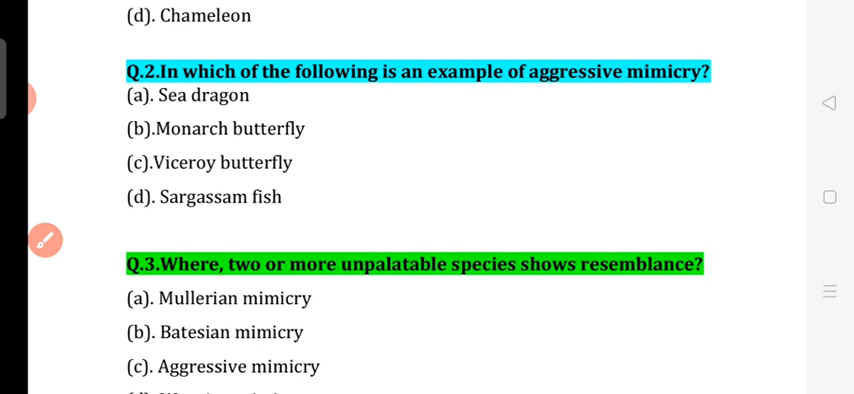 (d). Chameleon
Q.2.In which of the following is an example of aggressive mimicry?
(a). Sea dragon
(b).Monarch butterfly
(c).Viceroy butterfly
(d). Sargassam fish
Q.3.Where, two or more unpalatable species shows resemblance?
(a). Mullerian mimicry
(b). Batesian mimicry
(c). Aggressive mimicry